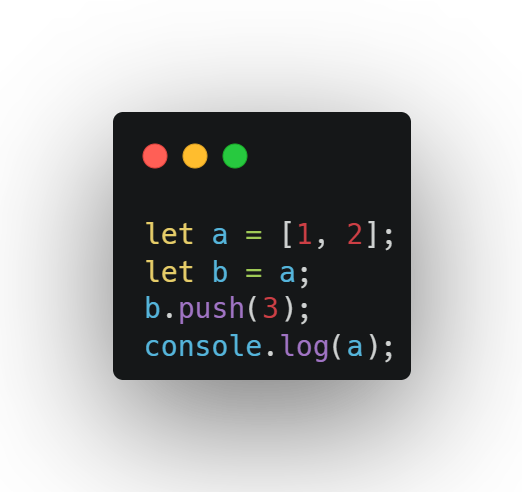 let a = [1, 2];
let b = a;
b.push(3);
console.log(a);